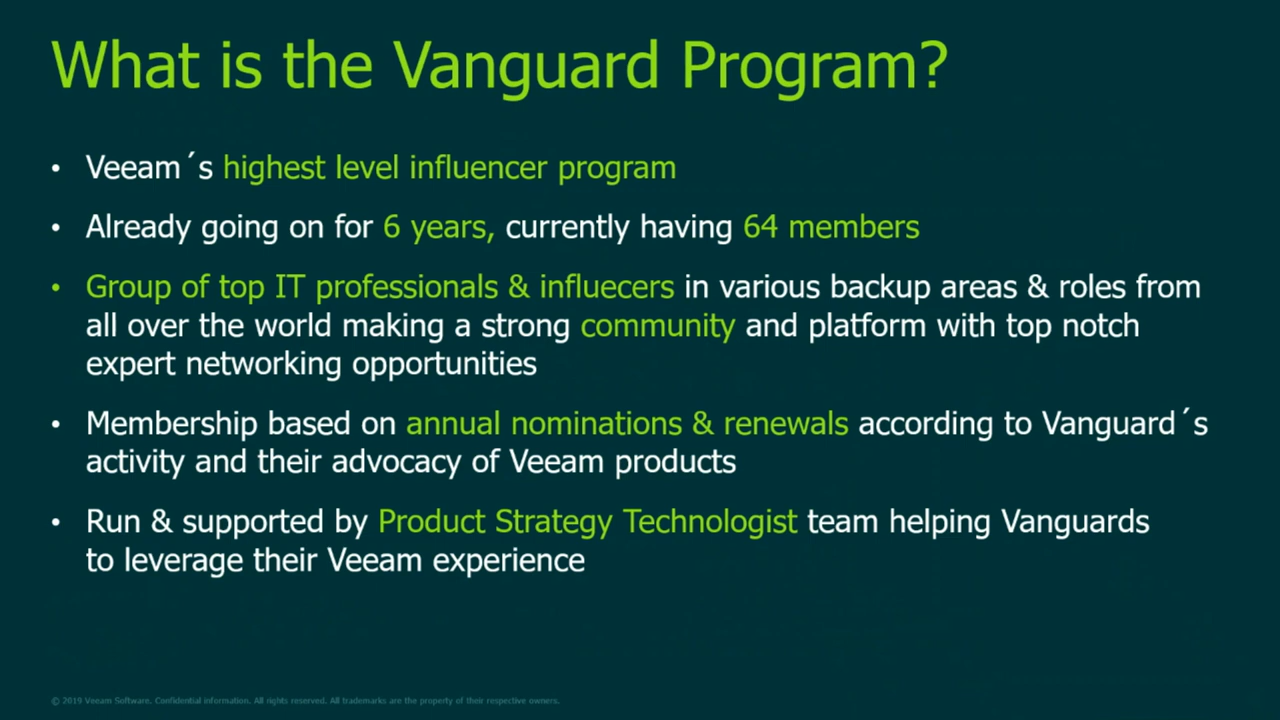 What is the Vanguard Program?
• Veeam´s highest level influencer program
• Already going on for 6 years, currently having 64 members
• Group of top IT professionals & influecers in various backup areas & roles from
all over the world making a strong community and platform with top notch
expert networking opportunities
• Membership based on annual nominations & renewals according to Vanguard´s
activity and their advocacy of Veeam products
• Run & supported by Product Strategy Technologist team helping Vanguards
to leverage their Veeam experience
© 2019 Veeam Software. Confidential information. All rights reserved. All trademarks are the property of their respective owners.